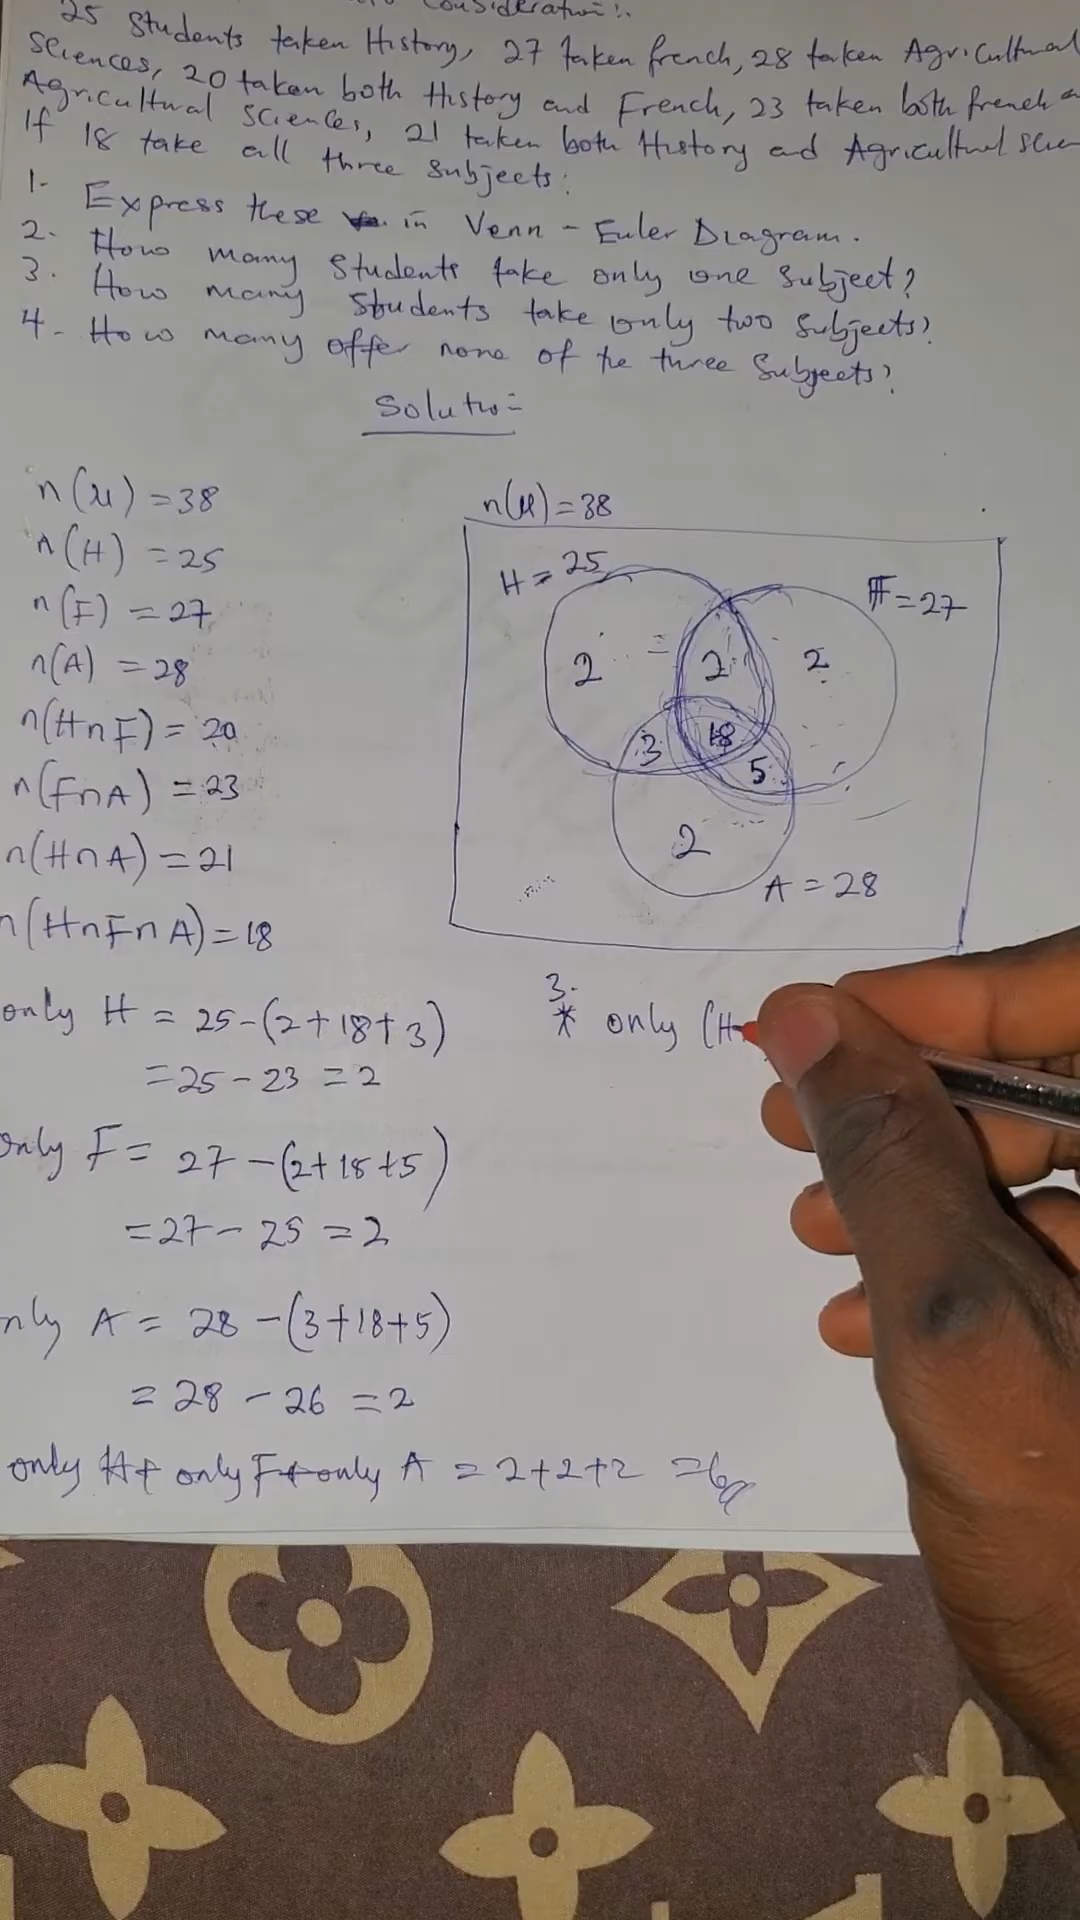 Consideration:.
25 Students taken History, 27 taken french, 28 taken Agricultural
Sciences, 20 taken both History and French, 23 taken both french
Agricultural Sciences, 21 taken both History and Agricultural Scien
If 18 take all three Subjects:
1- Express these in Venn - Euler Diagram.
2. How many Students take only one Subject?
3. How many Students take only two Subjects?
4- How many offer none of the three Subjects?
Solution
n(μ) = 38
n(H) = 25
n(F) = 27
n(A) = 28
n(HnF) = 20
n(FnA) = 23
n(HnA) = 21
n(HnFnA) = 18
n(μ) = 38
H = 25
F = 27
2
2
2
3
18
5
2
A = 28
only H = 25-(2+18+3)
=25-23 = 2
only F = 27-(2+18+5)
=27-25 = 2
only A = 28-(3+18+5)
= 28-26 = 2
only H+ only F+only A = 2+2+2 =6
3.
* only (H